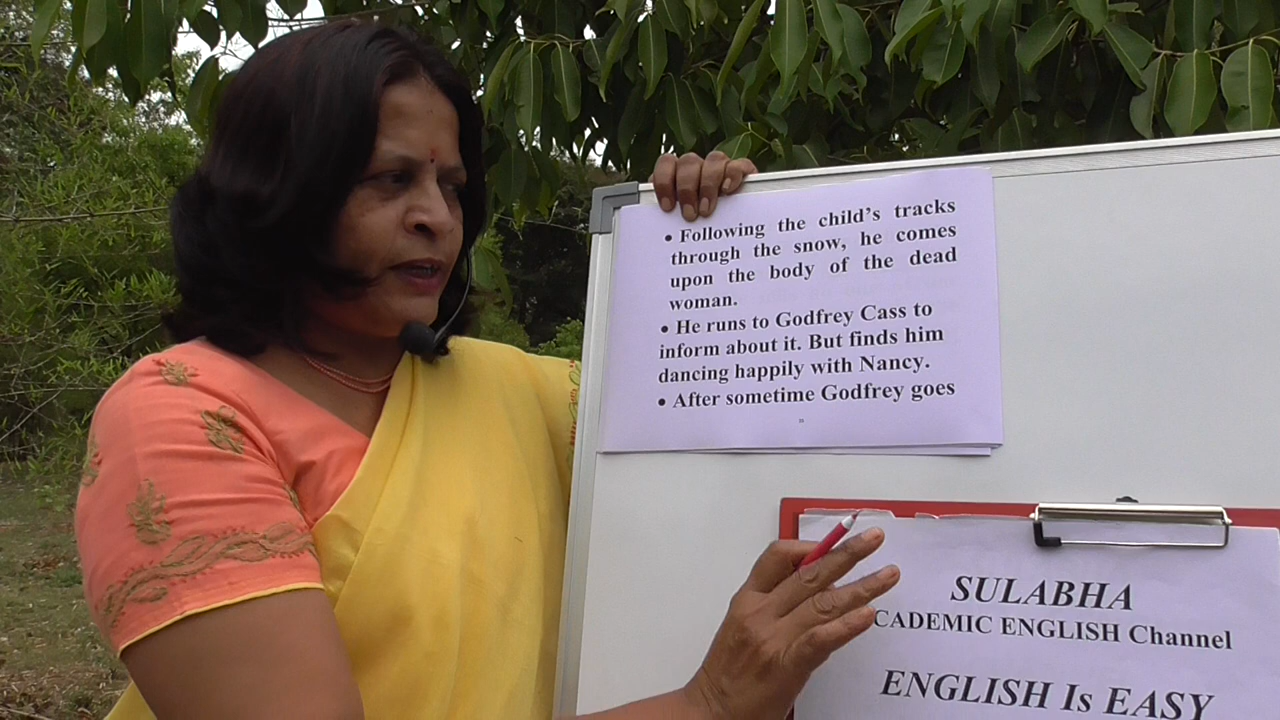 • Following the child's tracks
through the snow, he comes
upon the body of the dead
woman.
• He runs to Godfrey Cass to
inform about it. But finds him
dancing happily with Nancy.
• After sometime Godfrey goes
SULABHA
CADEMIC ENGLISH Channel
ENGLISH Is EASY